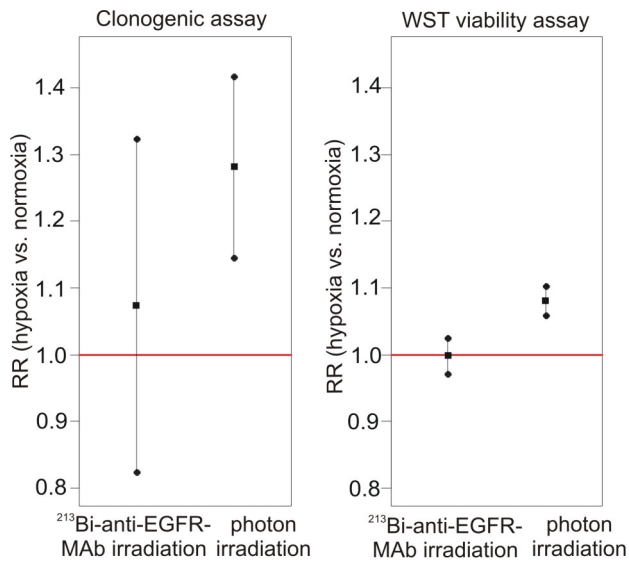 Clonogenic assay
RR (hypoxia vs. normoxia)
1.4
1.3
1.2
1.1
1.0
0.9
0.8
²¹³Bi-anti-EGFR-
MAb irradiation
photon
irradiation
WST viability assay
RR (hypoxia vs. normoxia)
1.4
1.3
1.2
1.1
1.0
0.9
0.8
²¹³Bi-anti-EGFR-
MAb irradiation
photon
irradiation